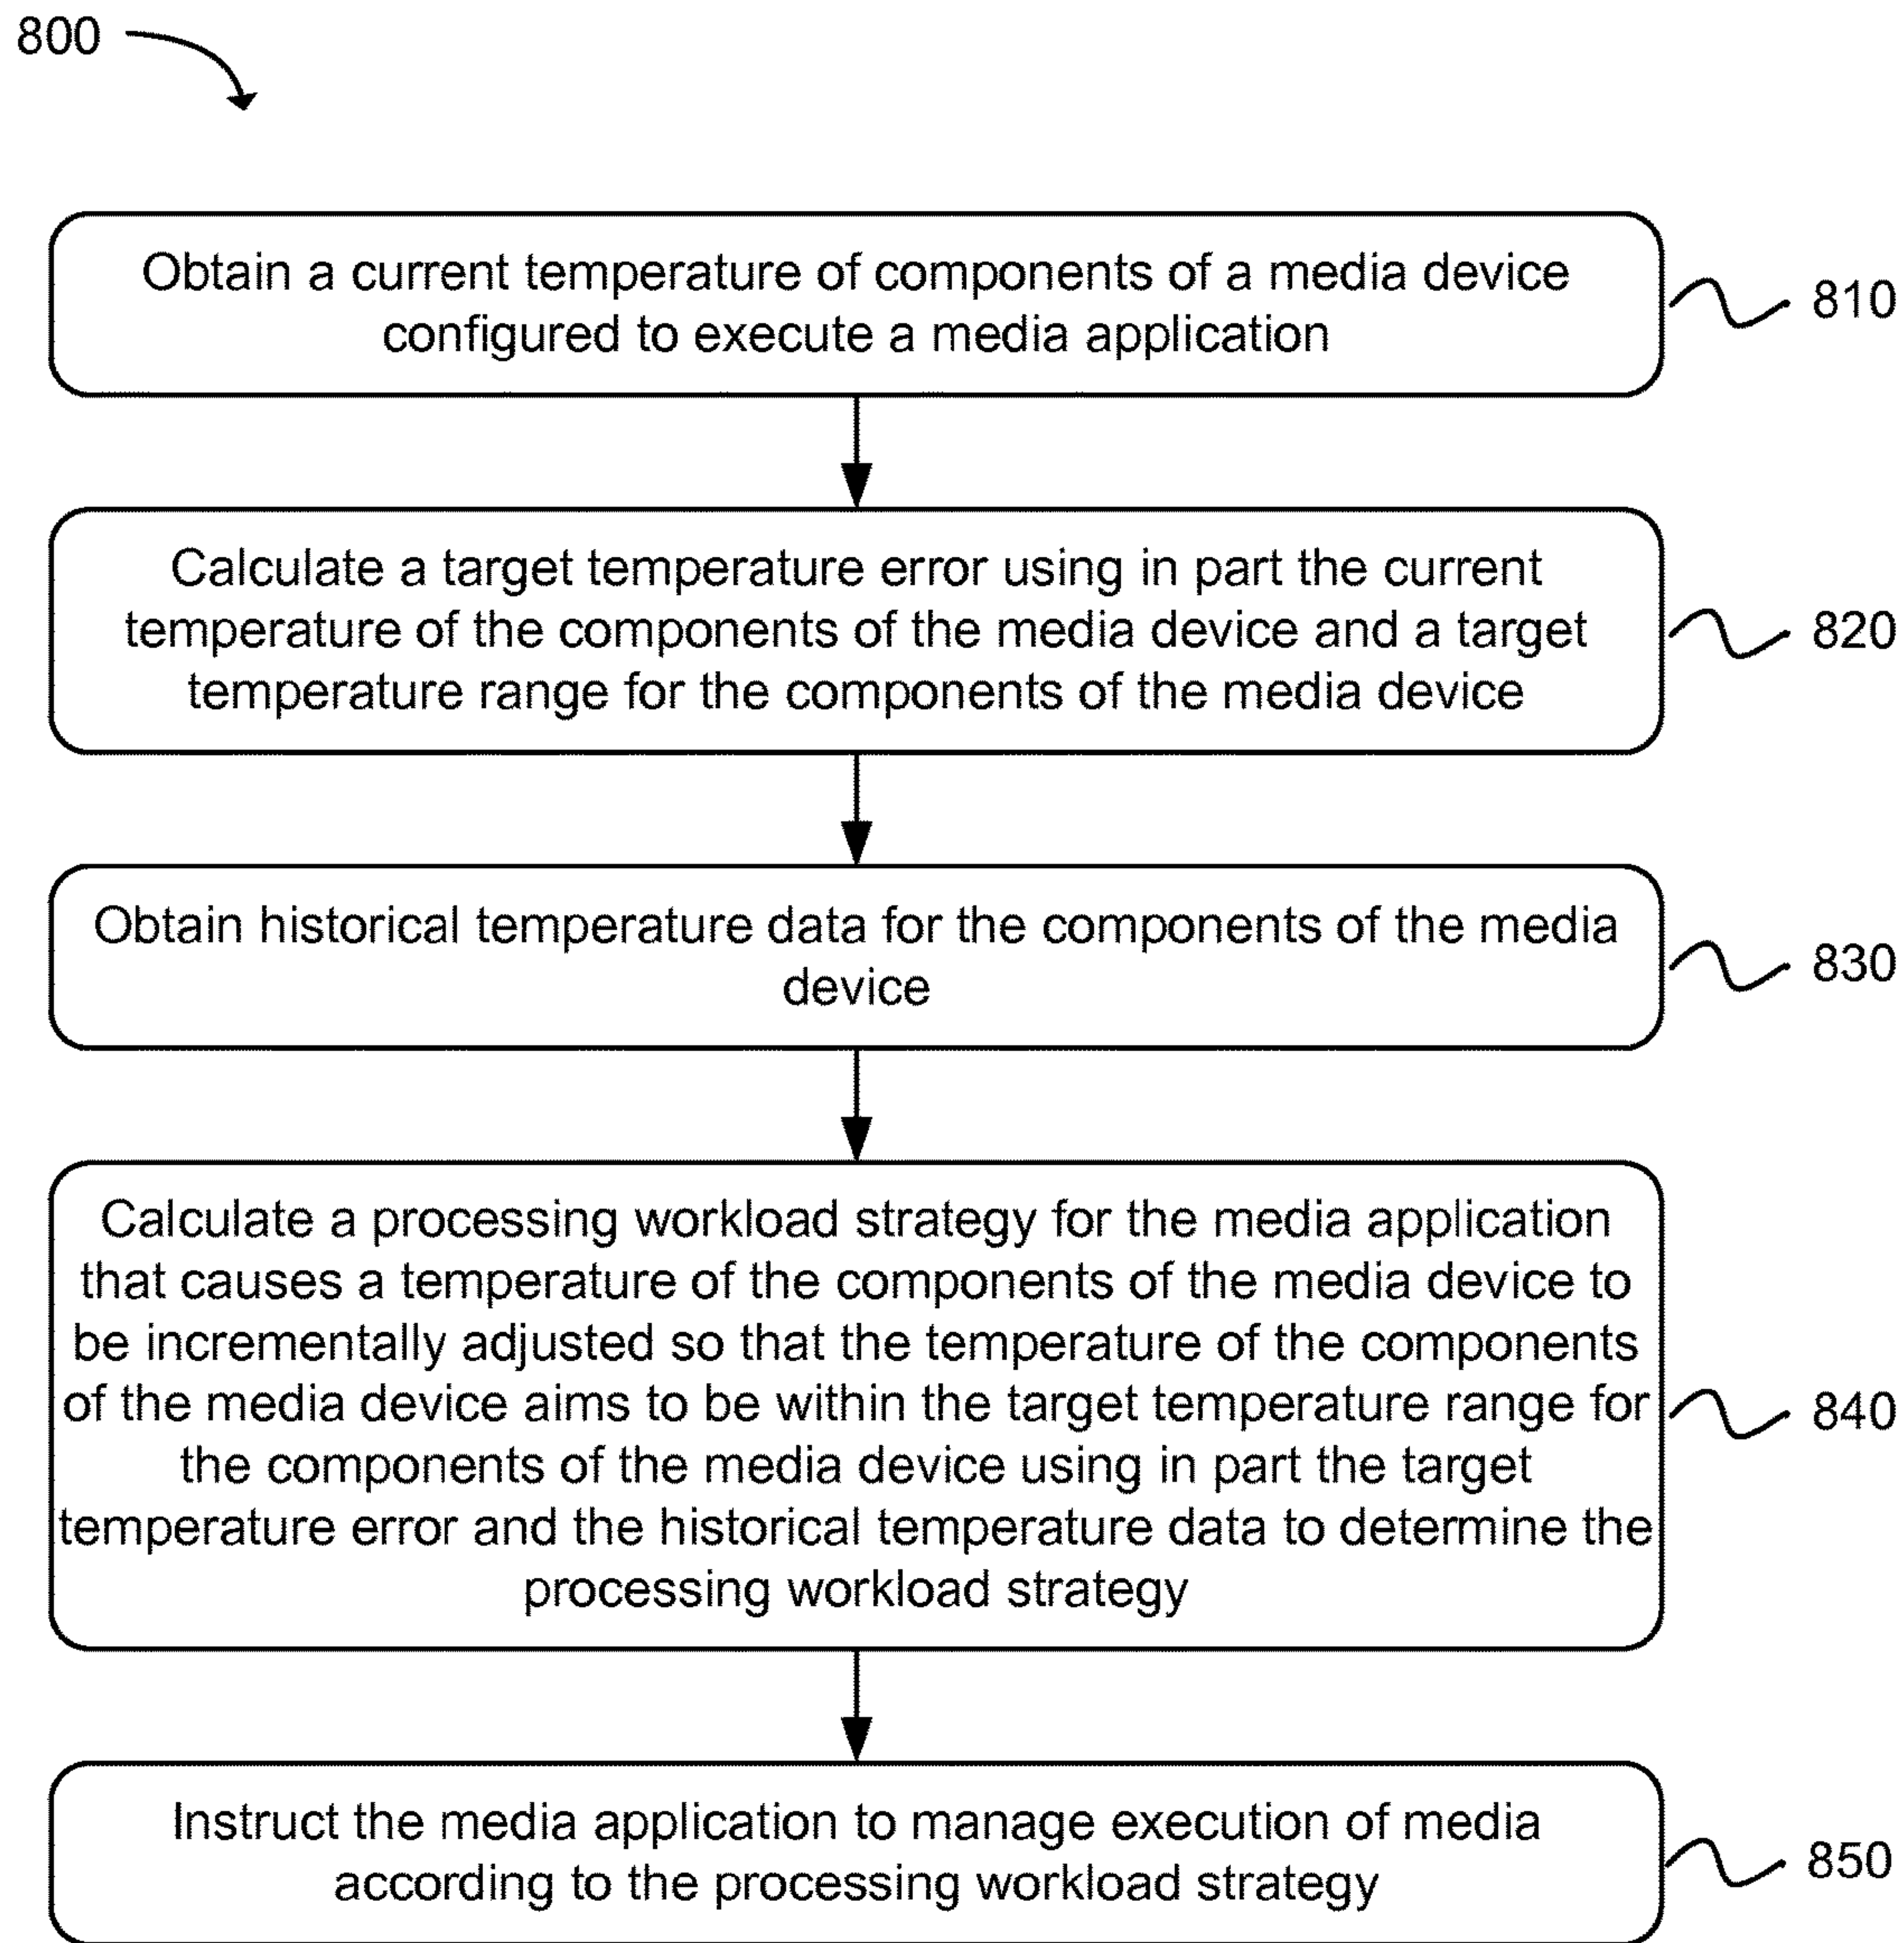 800
Obtain a current temperature of components of a media device
configured to execute a media application
810
Calculate a target temperature error using in part the current
temperature of the components of the media device and a target
temperature range for the components of the media device
820
Obtain historical temperature data for the components of the media
device
830
Calculate a processing workload strategy for the media application
that causes a temperature of the components of the media device to
be incrementally adjusted so that the temperature of the components
of the media device aims to be within the target temperature range for
the components of the media device using in part the target
temperature error and the historical temperature data to determine the
processing workload strategy
840
Instruct the media application to manage execution of media
according to the processing workload strategy
850